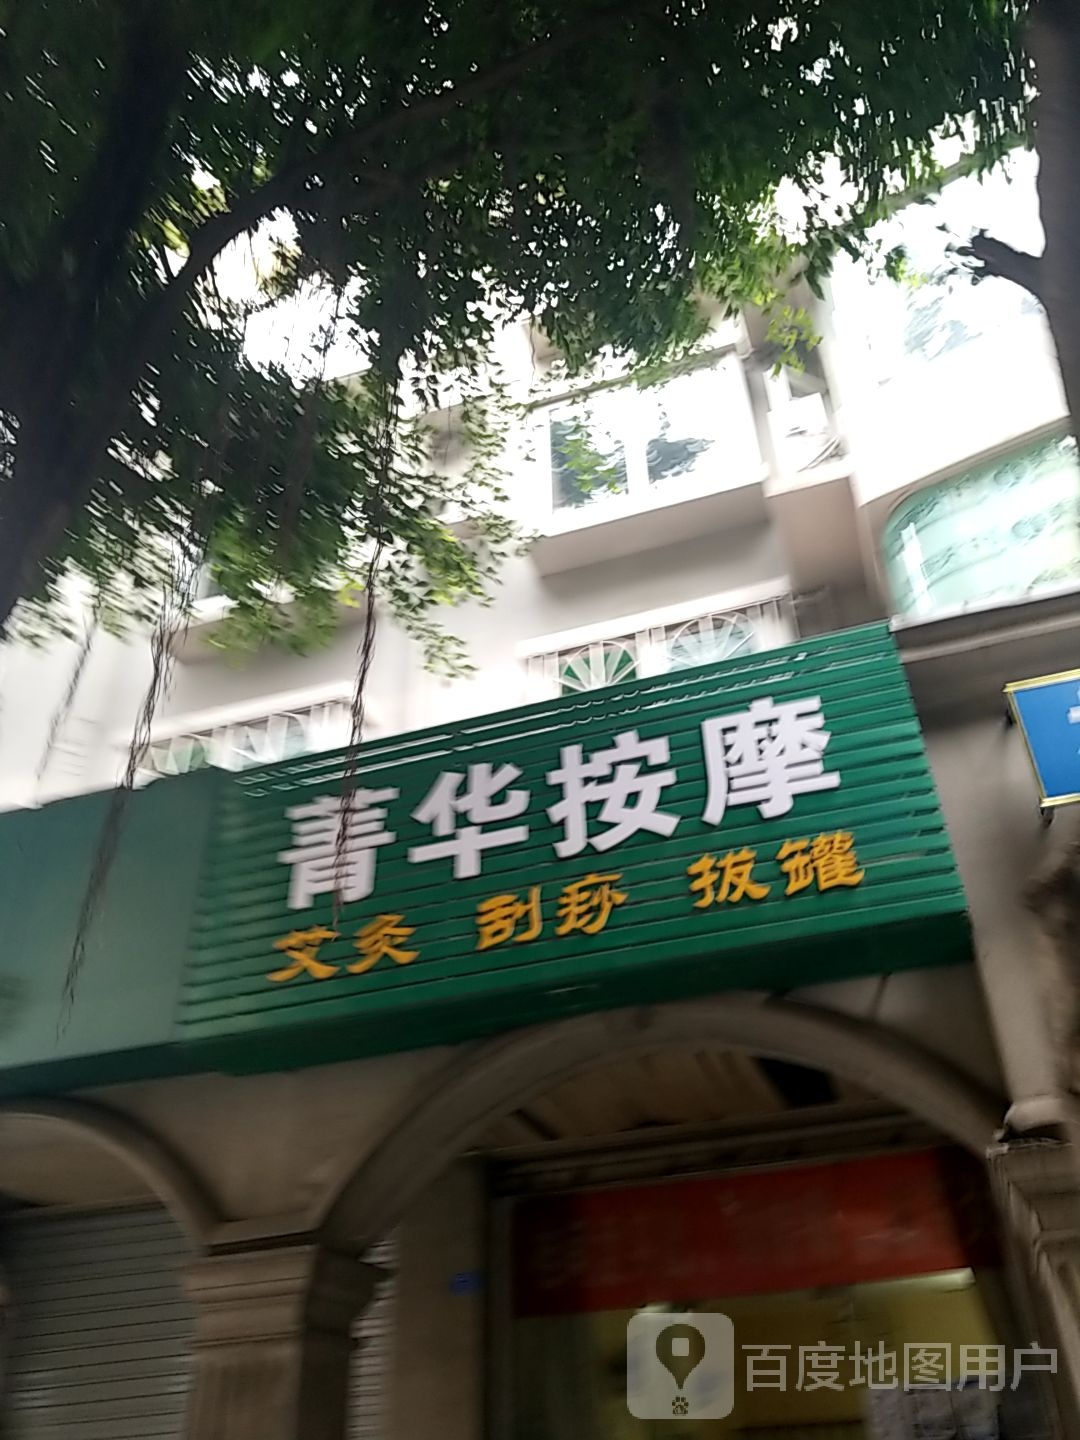 菁华按摩
艾灸 刮痧 拔罐
百度地图用户